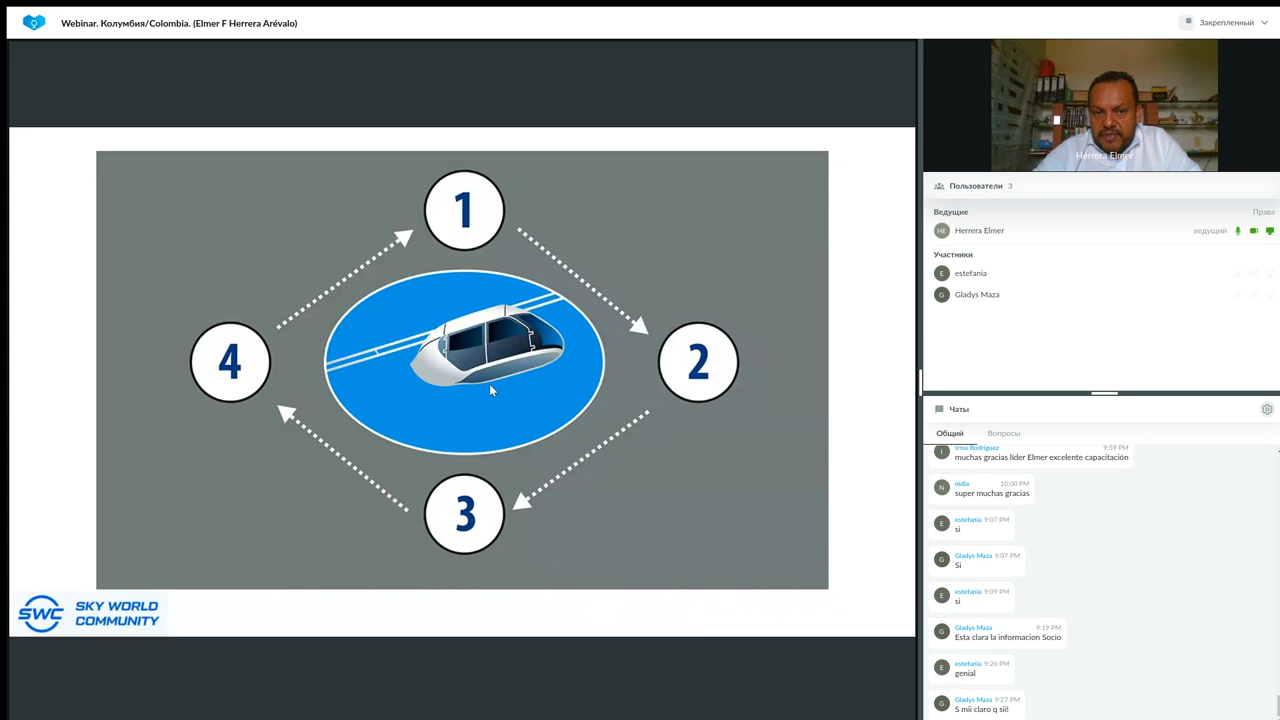 Webinar. Колумбия/Colombia. (Elmer F Herrera Arévalo)
Закрепленный
1
2
3
4
SWC SKY WORLD
COMMUNITY
Herrera Elmer
Пользователи 3
Ведущие Права
HE Herrera Elmer ведущий
Участники
E estefania
G Gladys Maza
Чаты
Общий Вопросы
I Irma Rodriguez 9:59 PM
muchas gracias líder Elmer excelente capacitación
N nidia 10:00 PM
super muchas gracias
E estefania 9:07 PM
si
G Gladys Maza 9:07 PM
Si
E estefania 9:09 PM
si
G Gladys Maza 9:19 PM
Esta clara la informacion Socio
E estefania 9:26 PM
genial
G Gladys Maza 9:27 PM
S mii claro q sii!